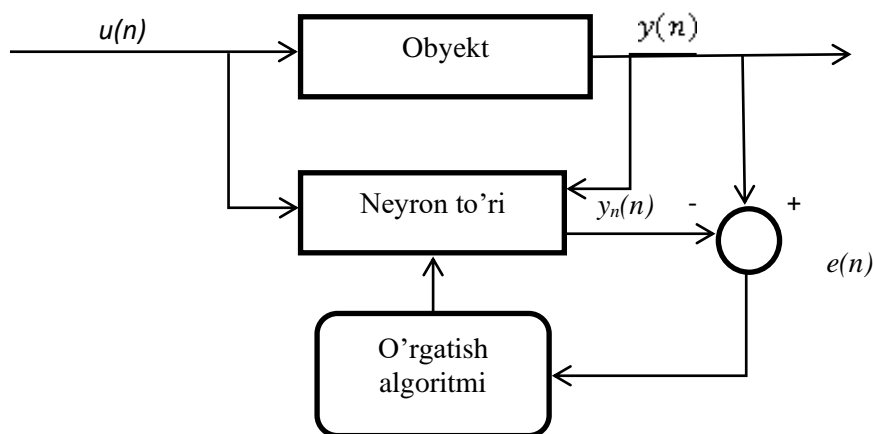 u(n)
Obyekt
y(n)
Neyron to’ri
yₙ(n)
-
+
e(n)
O’rgatish
algoritmi